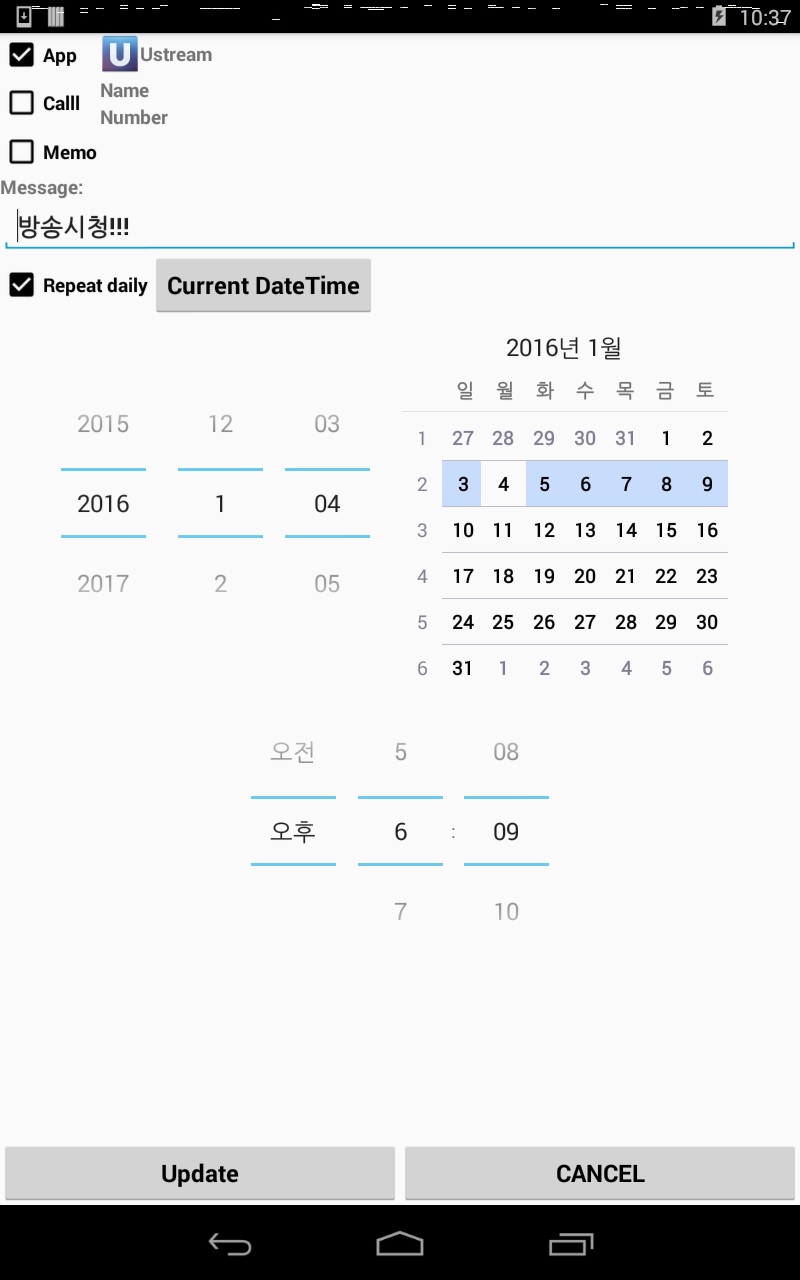 10:37
App Ustream
Calll Name
Number
Memo
Message:
방송시청!!!
Repeat daily Current DateTime
2016년 1월
일 월 화 수 목 금 토
1 27 28 29 30 31 1 2
2 3 4 5 6 7 8 9
3 10 11 12 13 14 15 16
4 17 18 19 20 21 22 23
5 24 25 26 27 28 29 30
6 31 1 2 3 4 5 6
2015 12 03
2016 1 04
2017 2 05
오전 5 08
오후 6 : 09
7 10
Update CANCEL